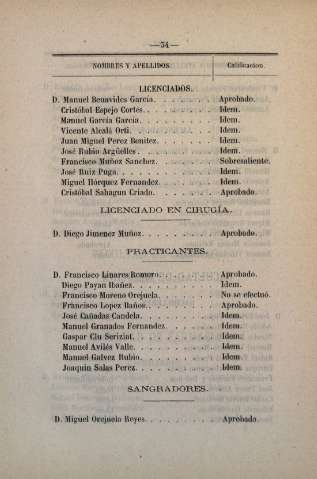 —54—
NOMBRES Y APELLIDOS. Calificacion.
LICENCIADOS.
D. Manuel Benavides García. Aprobado.
Cristóbal Espejo Cortés. Idem.
Manuel García García. Idem.
Vicente Alcalá Orti. Idem.
Juan Miguel Perez Benitez. Idem.
José Rubio Argüelles. Idem.
Francisco Muñoz Sanchez. Sobresaliente.
José Ruiz Puga. Idem.
Miguel Hórquez Fernandez. Idem.
Cristóbal Sahagun Criado. Aprobado.
LICENCIADO EN CIRUGÍA.
D. Diego Jimenez Muñoz. Aprobado.
PRACTICANTES.
D. Francisco Linares Romero. Aprobado.
Diego Payan Ibañez. Idem.
Francisco Moreno Orejuela. No se efectuó.
Francisco Lopez Ibañez. Aprobado.
José Cañadas Candela. Idem.
Manuel Granados Fernandez. Idem.
Gaspar Clu Seriziat. Idem.
Manuel Avilés Valle. Idem.
Manuel Galvez Rubio. Idem.
Joaquin Salas Perez. Idem.
SANGRADORES.
D. Miguel Orejuela Reyes. Aprobado.